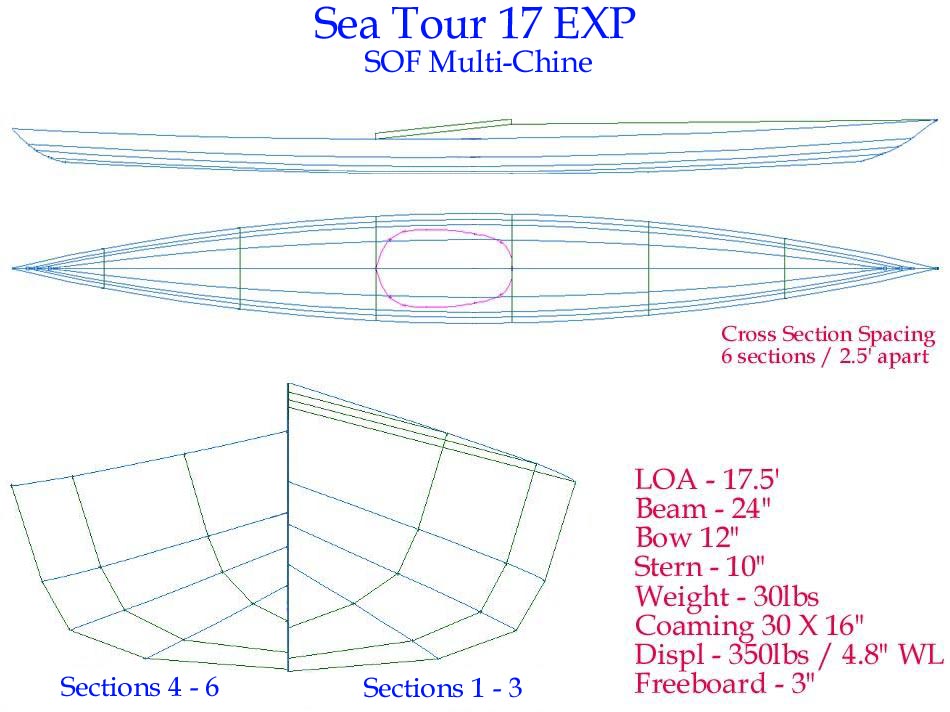 Sea Tour 17 EXP
SOF Multi-Chine
Cross Section Spacing
6 sections / 2.5' apart
LOA - 17.5'
Beam - 24"
Bow 12"
Stern - 10"
Weight - 30lbs
Coaming 30 X 16"
Displ - 350lbs / 4.8" WL
Freeboard - 3"
Sections 4 - 6
Sections 1 - 3